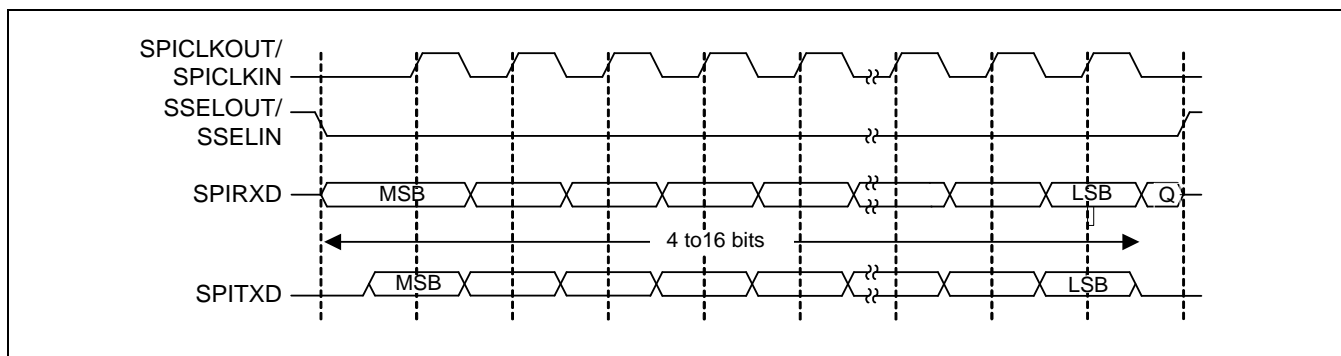 SPICLKOUT/
SPICLKIN
SSELOUT/
SSELIN
SPIRXD
MSB
LSB
Q
4 to16 bits
SPITXD
MSB
LSB